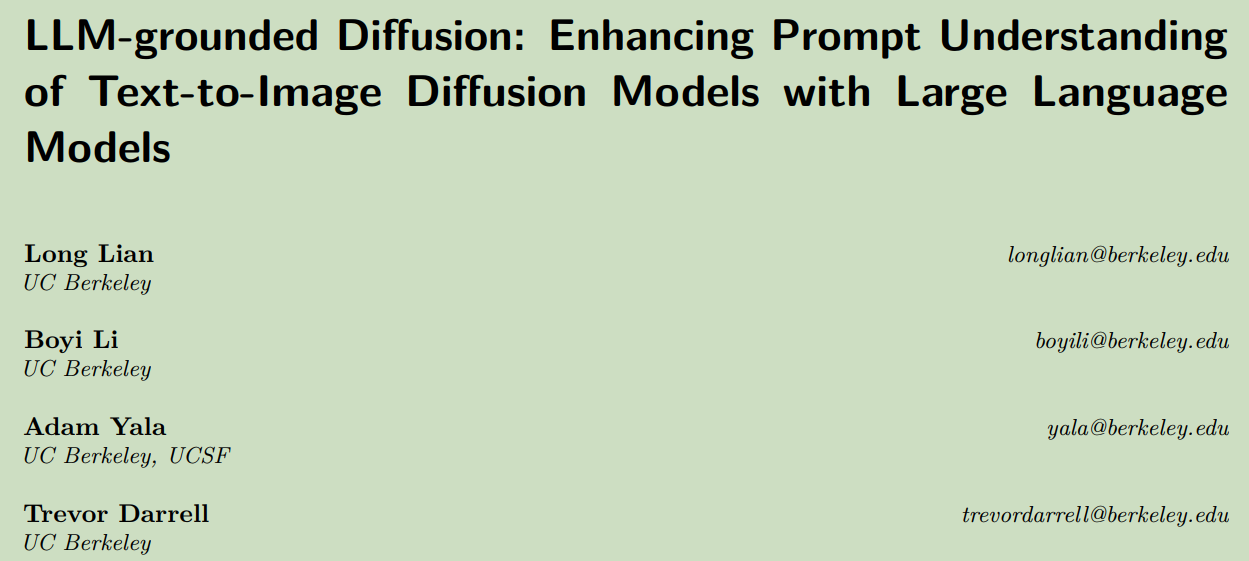 LLM-grounded Diffusion: Enhancing Prompt Understanding
of Text-to-Image Diffusion Models with Large Language
Models
Long Lian longlian@berkeley.edu
UC Berkeley
Boyi Li boyili@berkeley.edu
UC Berkeley
Adam Yala yala@berkeley.edu
UC Berkeley, UCSF
Trevor Darrell trevordarrell@berkeley.edu
UC Berkeley